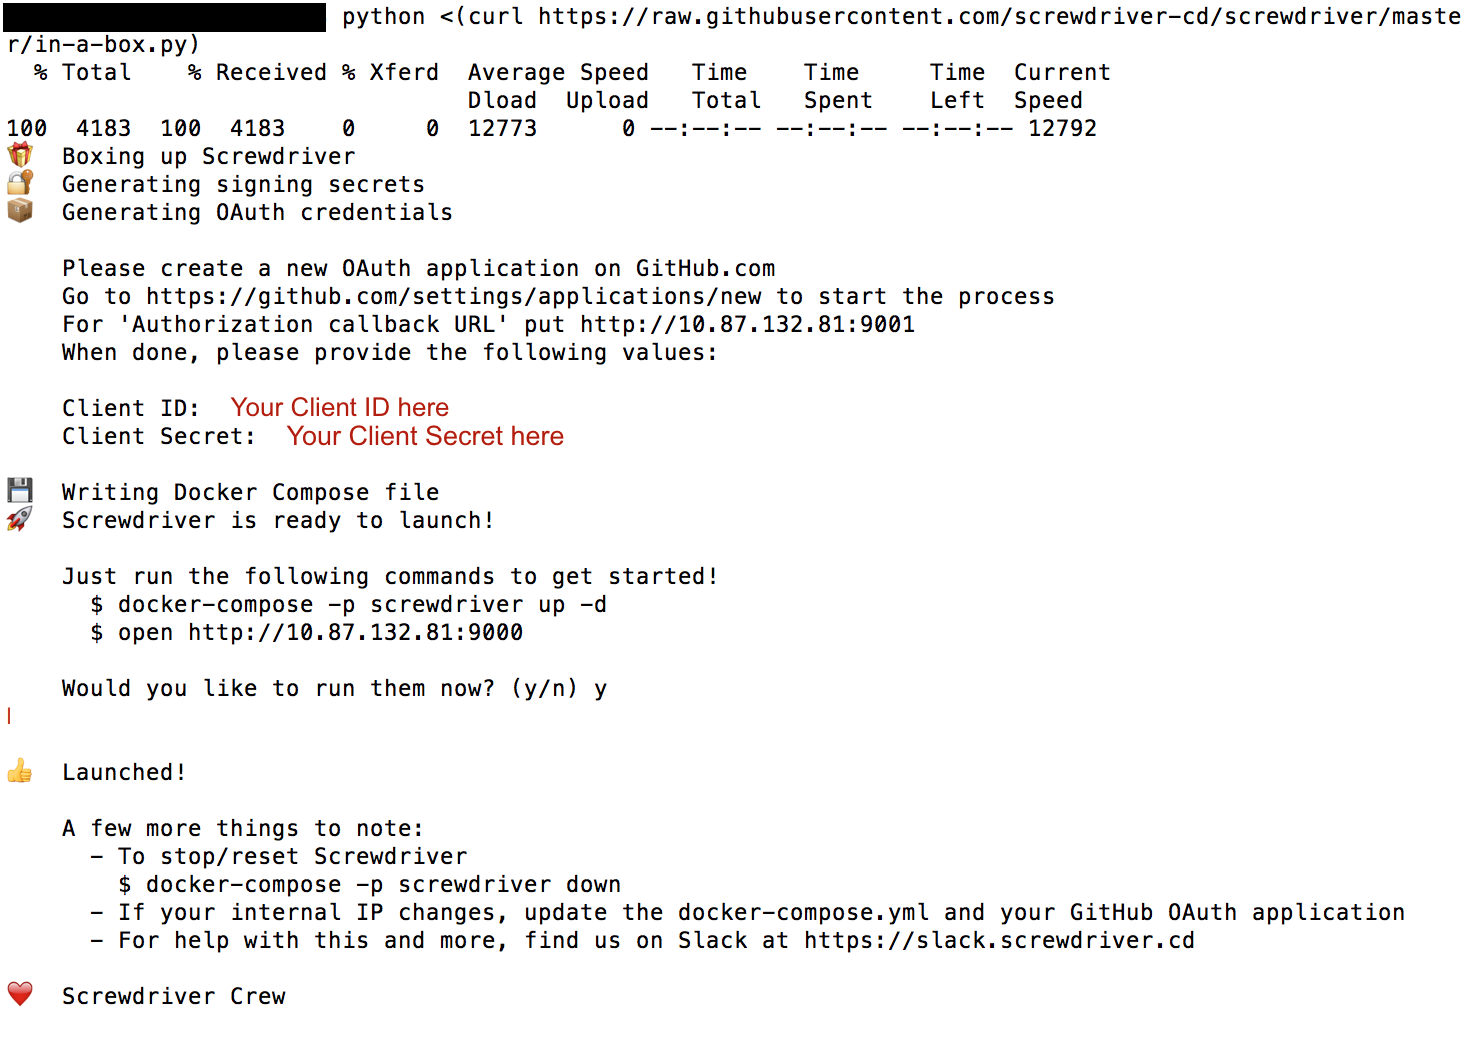 python <(curl https://raw.githubusercontent.com/screwdriver-cd/screwdriver/maste
r/in-a-box.py)
% Total % Received % Xferd Average Speed Time Time Time Current
Dload Upload Total Spent Left Speed
100 4183 100 4183 0 0 12773 0 --:--:-- --:--:-- --:--:-- 12792
Boxing up Screwdriver
Generating signing secrets
Generating OAuth credentials
Please create a new OAuth application on GitHub.com
Go to https://github.com/settings/applications/new to start the process
For 'Authorization callback URL' put http://10.87.132.81:9001
When done, please provide the following values:
Client ID: Your Client ID here
Client Secret: Your Client Secret here
Writing Docker Compose file
Screwdriver is ready to launch!
Just run the following commands to get started!
$ docker-compose -p screwdriver up -d
$ open http://10.87.132.81:9000
Would you like to run them now? (y/n) y
Launched!
A few more things to note:
- To stop/reset Screwdriver
$ docker-compose -p screwdriver down
- If your internal IP changes, update the docker-compose.yml and your GitHub OAuth application
- For help with this and more, find us on Slack at https://slack.screwdriver.cd
Screwdriver Crew